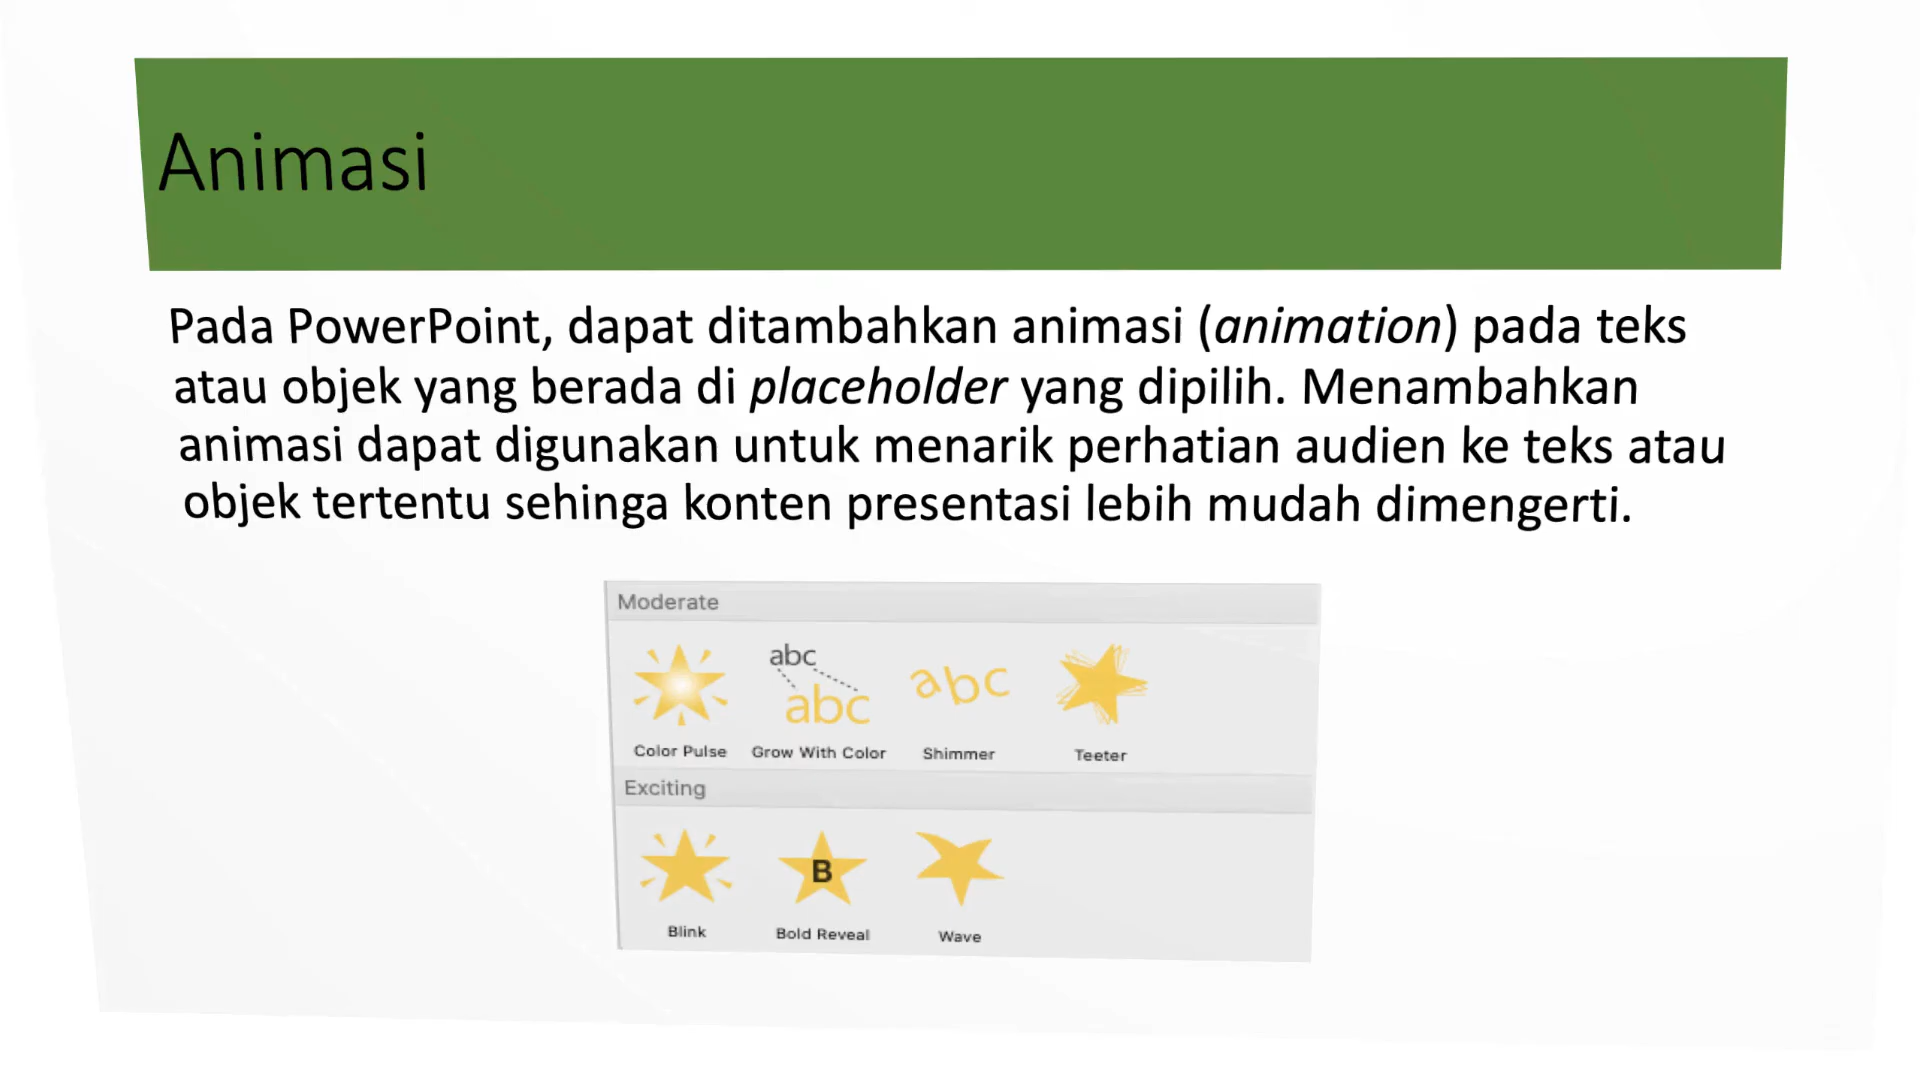 Animasi
Pada PowerPoint, dapat ditambahkan animasi (animation) pada teks
atau objek yang berada di placeholder yang dipilih. Menambahkan
animasi dapat digunakan untuk menarik perhatian audien ke teks atau
objek tertentu sehinga konten presentasi lebih mudah dimengerti.
Moderate
abc
abc abc
Color Pulse Grow With Color Shimmer Teeter
Exciting
B
Blink Bold Reveal Wave